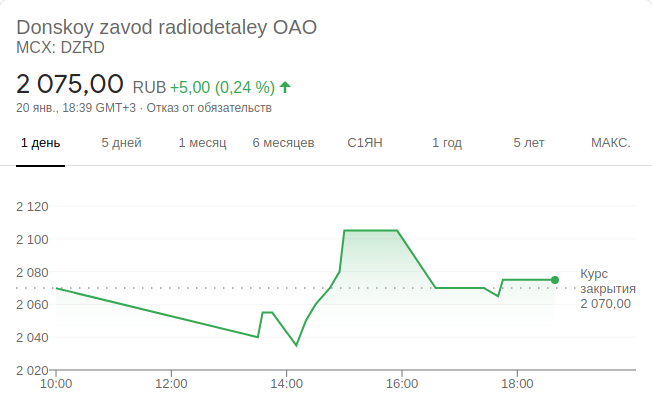 Donskoy zavod radiodetaley OAO
MCX: DZRD
2 075,00 RUB +5,00 (0,24 %)
20 янв., 18:39 GMT+3 · Отказ от обязательств
1 день 5 дней 1 месяц 6 месяцев С1ЯН 1 год 5 лет МАКС.
2 120
2 100
2 080
2 060
2 040
2 020
Курс
закрытия
2 070,00
10:00 12:00 14:00 16:00 18:00